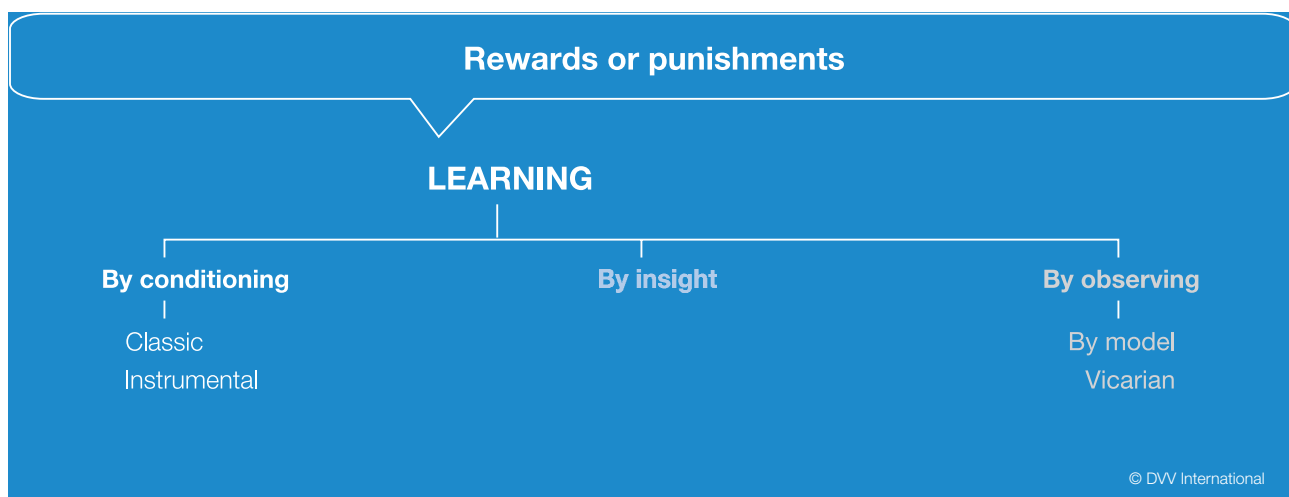 Rewards or punishments
LEARNING
By conditioning
By insight
By observing
Classic
By model
Instrumental
Vicarian
© DVV International